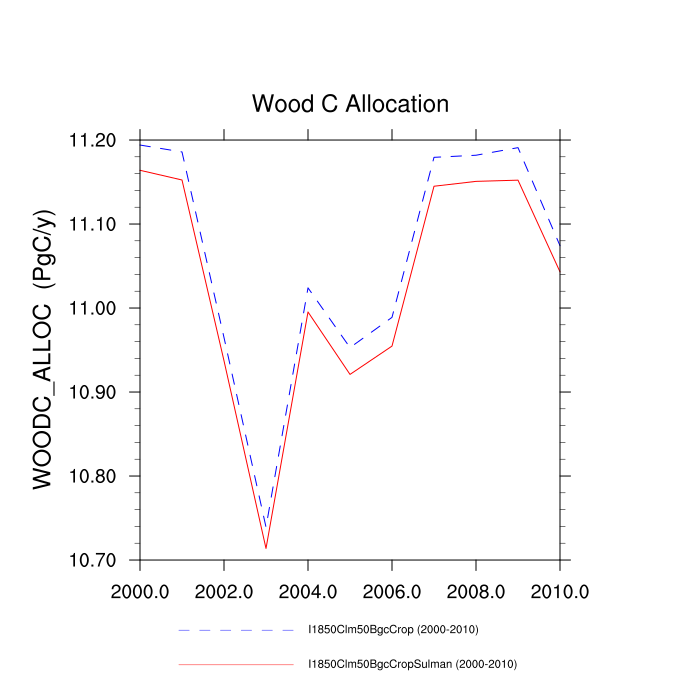 Wood C Allocation
WOODC_ALLOC (PgC/y)
11.20
11.10
11.00
10.90
10.80
10.70
2000.0 2002.0 2004.0 2006.0 2008.0 2010.0
I1850Clm50BgcCrop (2000-2010)
I1850Clm50BgcCropSulman (2000-2010)